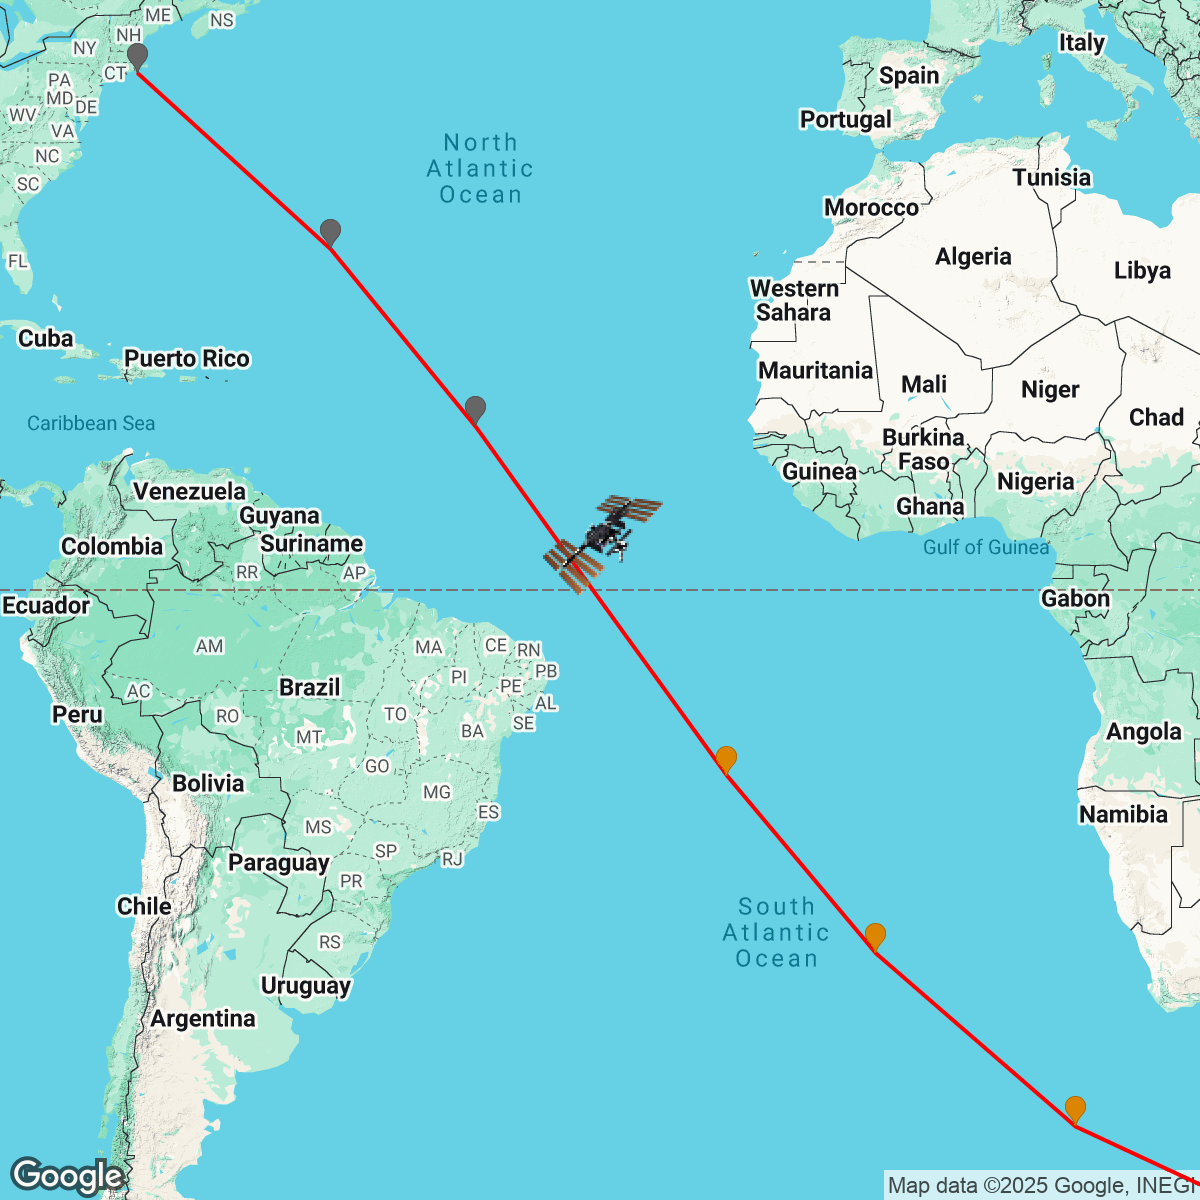 ME
NS
NH
NY
CT
PA
MD
DE
WV
VA
NC
SC
FL
Italy
Spain
Portugal
North
Atlantic
Ocean
Tunisia
Morocco
Algeria
Libya
Western
Sahara
Cuba
Puerto Rico
Mauritania
Mali
Niger
Chad
Caribbean Sea
Burkina
Faso
Guinea
Nigeria
Ghana
Venezuela
Guyana
Suriname
Colombia
Gulf of Guinea
RR
AP
Ecuador
Gabon
AM
MA
CE
RN
PB
PI
PE
AL
Brazil
AC
RO
TO
SE
BA
Peru
MT
Angola
GO
Bolivia
MG
ES
Namibia
MS
SP
RJ
Paraguay
PR
Chile
South
Atlantic
Ocean
RS
Uruguay
Argentina
Google
Map data ©2025 Google, INEGI